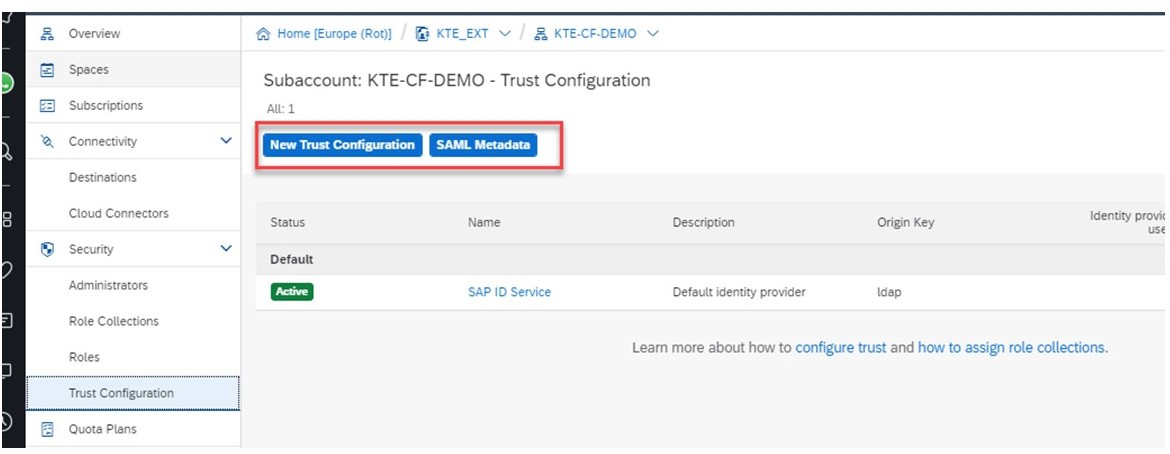 Overview
Spaces
Subscriptions
Connectivity
Destinations
Cloud Connectors
Security
Administrators
Role Collections
Roles
Trust Configuration
Quota Plans
Home [Europe (Rot)] / KTE_EXT / KTE-CF-DEMO
Subaccount: KTE-CF-DEMO - Trust Configuration
All: 1
New Trust Configuration SAML Metadata
Status Name Description Origin Key Identity provid
use
Default
Active SAP ID Service Default identity provider ldap
Learn more about how to configure trust and how to assign role collections.